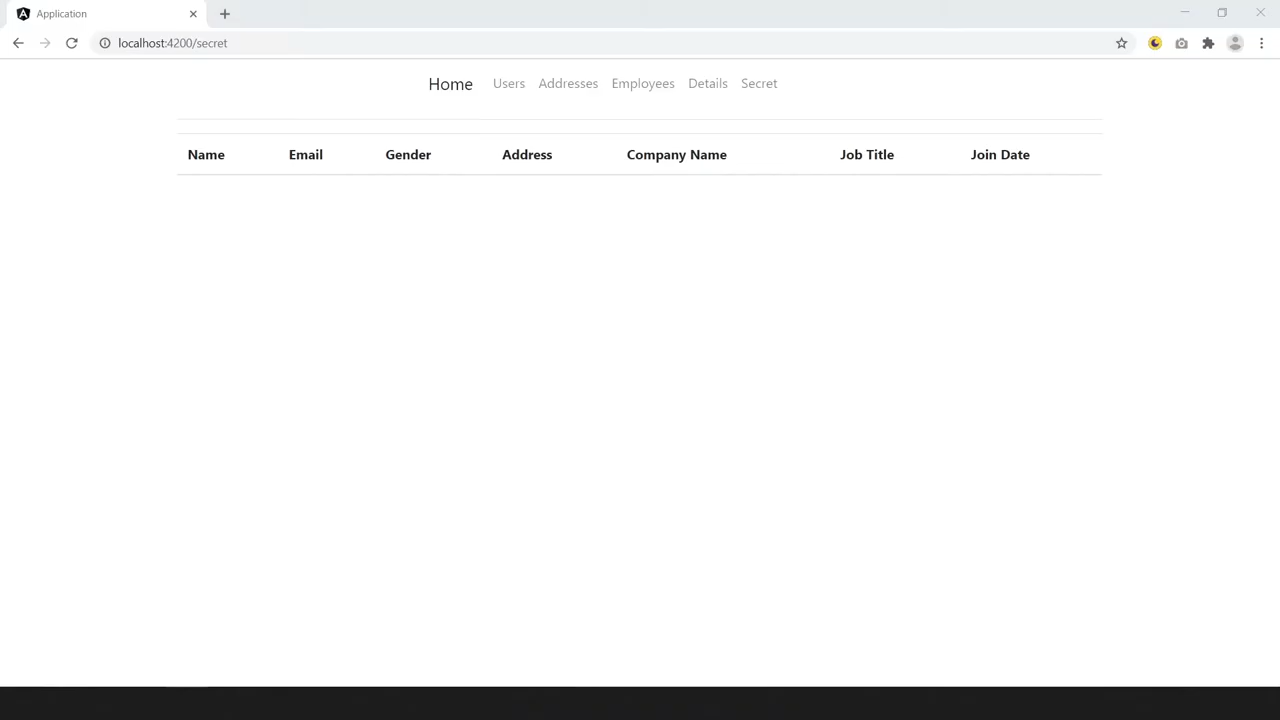 Application
localhost:4200/secret
Home Users Addresses Employees Details Secret
Name Email Gender Address Company Name Job Title Join Date